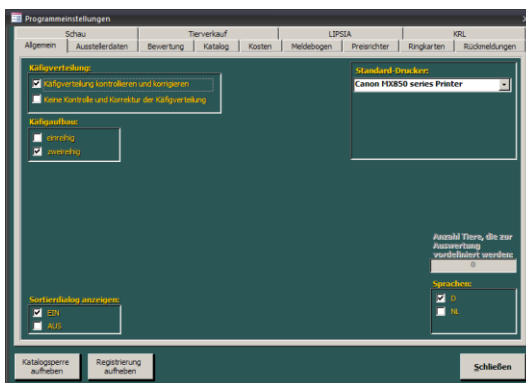 Programmeinstellungen
Schau Tierverkauf LIPSIA KRL
Allgemein Ausstellerdaten Bewertung Katalog Kosten Meldebogen Preisrichter Ringkarten Rückmeldungen
Käfigverteilung:
Käfigverteilung kontrollieren und korrigieren
Keine Kontrolle und Korrektur der Käfigverteilung
Standard-Drucker:
Canon MX850 series Printer
Käfigaufbau:
einreihig
zweireihig
Anzahl Tiere, die zur
Auswertung
vordefiniert werden:
0
Sortierdialog anzeigen:
EIN
AUS
Sprachen:
D
NL
Katalogsperre
aufheben
Registrierung
aufheben
Schließen